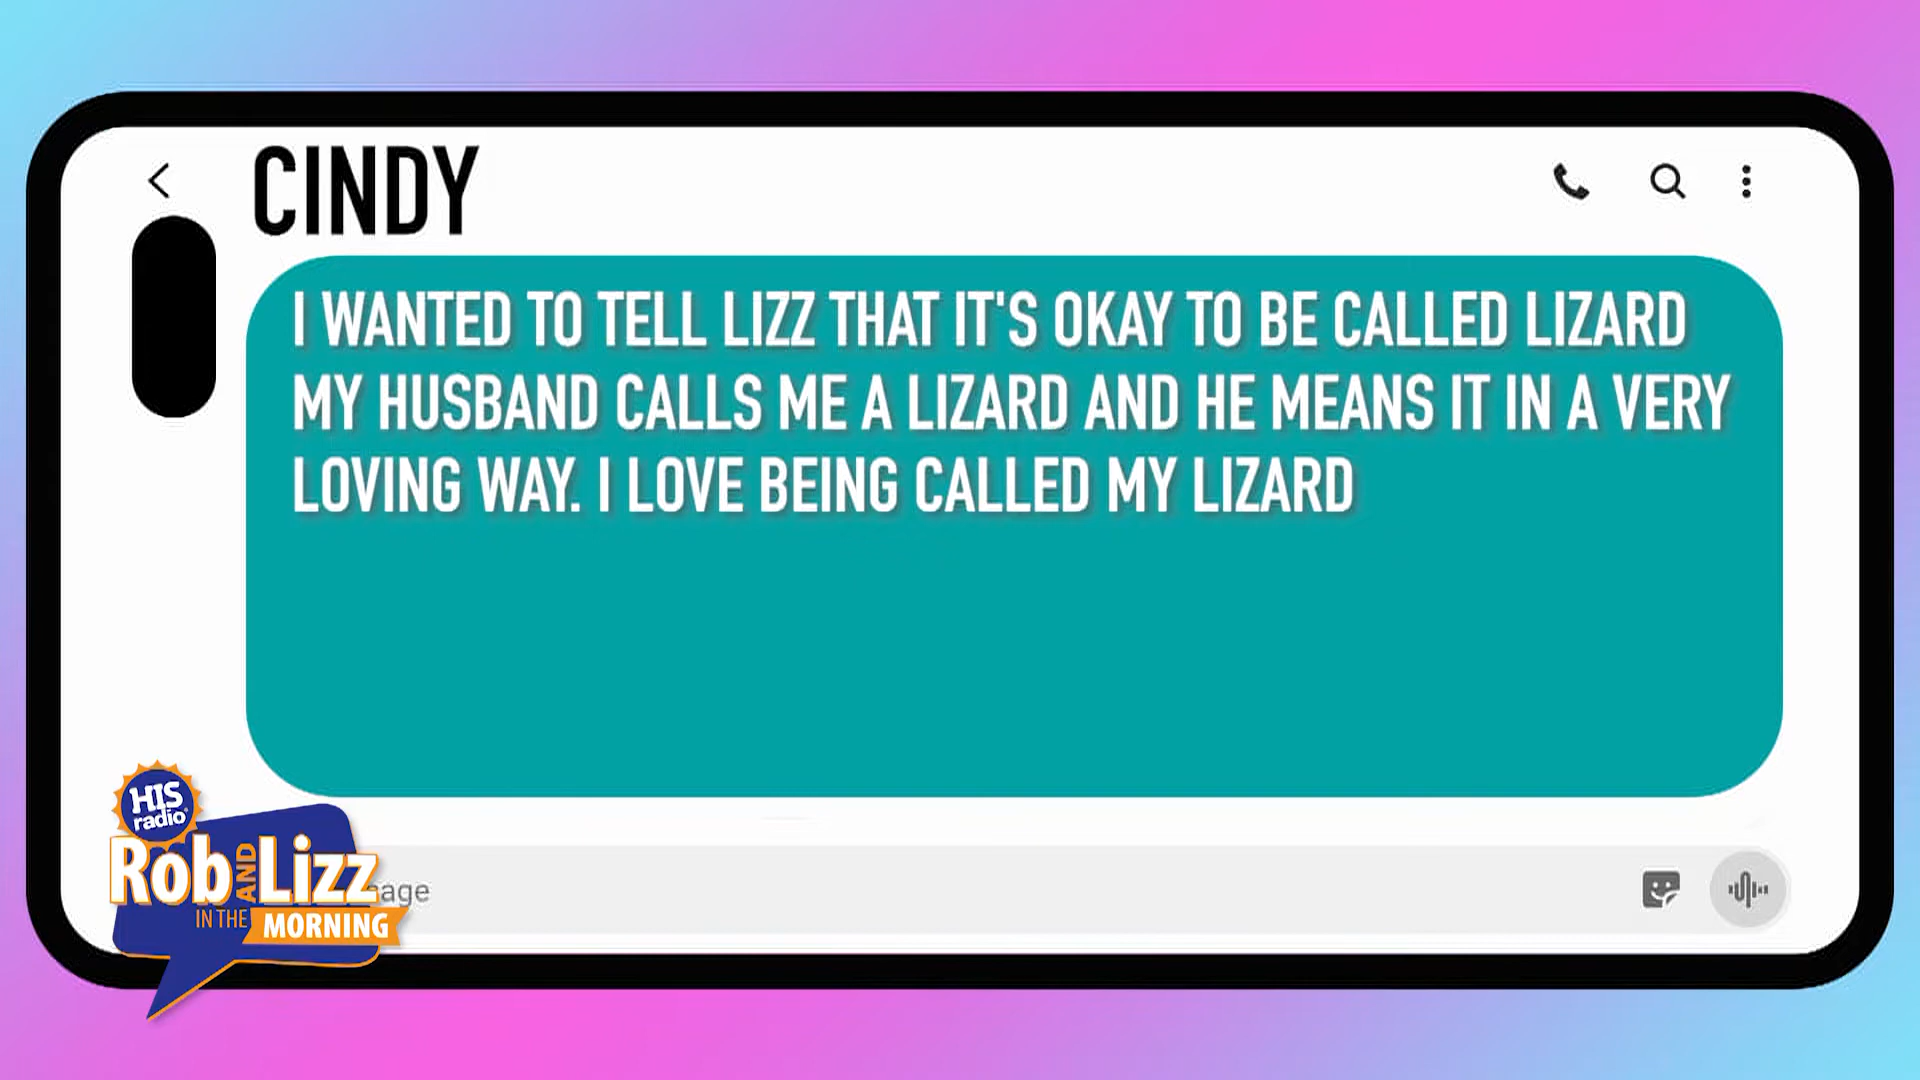 CINDY
I WANTED TO TELL LIZZ THAT IT'S OKAY TO BE CALLED LIZARD
MY HUSBAND CALLS ME A LIZARD AND HE MEANS IT IN A VERY
LOVING WAY. I LOVE BEING CALLED MY LIZARD
HIS
radio
Rob AND Lizz
IN THE MORNING